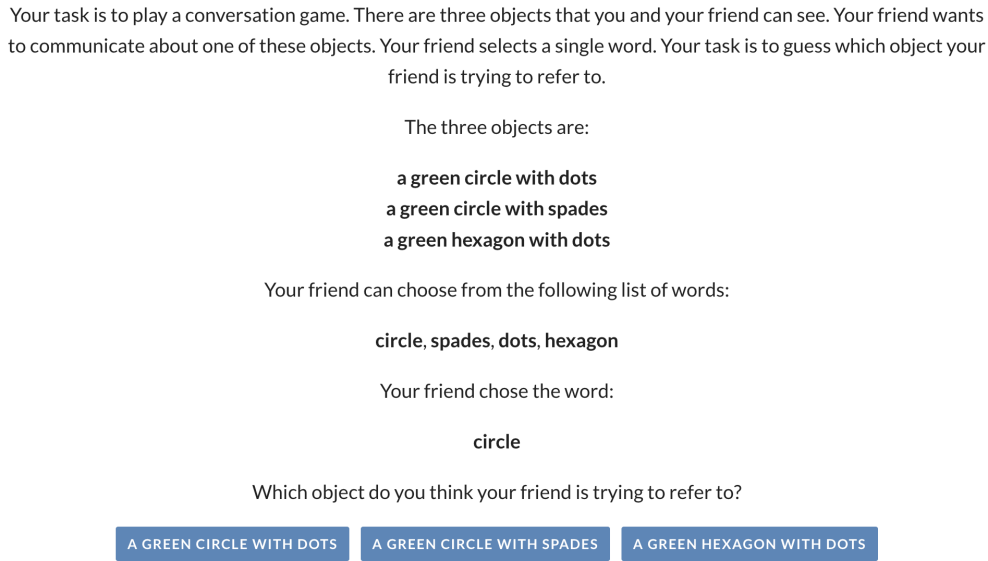 Your task is to play a conversation game. There are three objects that you and your friend can see. Your friend wants
to communicate about one of these objects. Your friend selects a single word. Your task is to guess which object your
friend is trying to refer to.
The three objects are:
a green circle with dots
a green circle with spades
a green hexagon with dots
Your friend can choose from the following list of words:
circle, spades, dots, hexagon
Your friend chose the word:
circle
Which object do you think your friend is trying to refer to?
A GREEN CIRCLE WITH DOTS
A GREEN CIRCLE WITH SPADES
A GREEN HEXAGON WITH DOTS